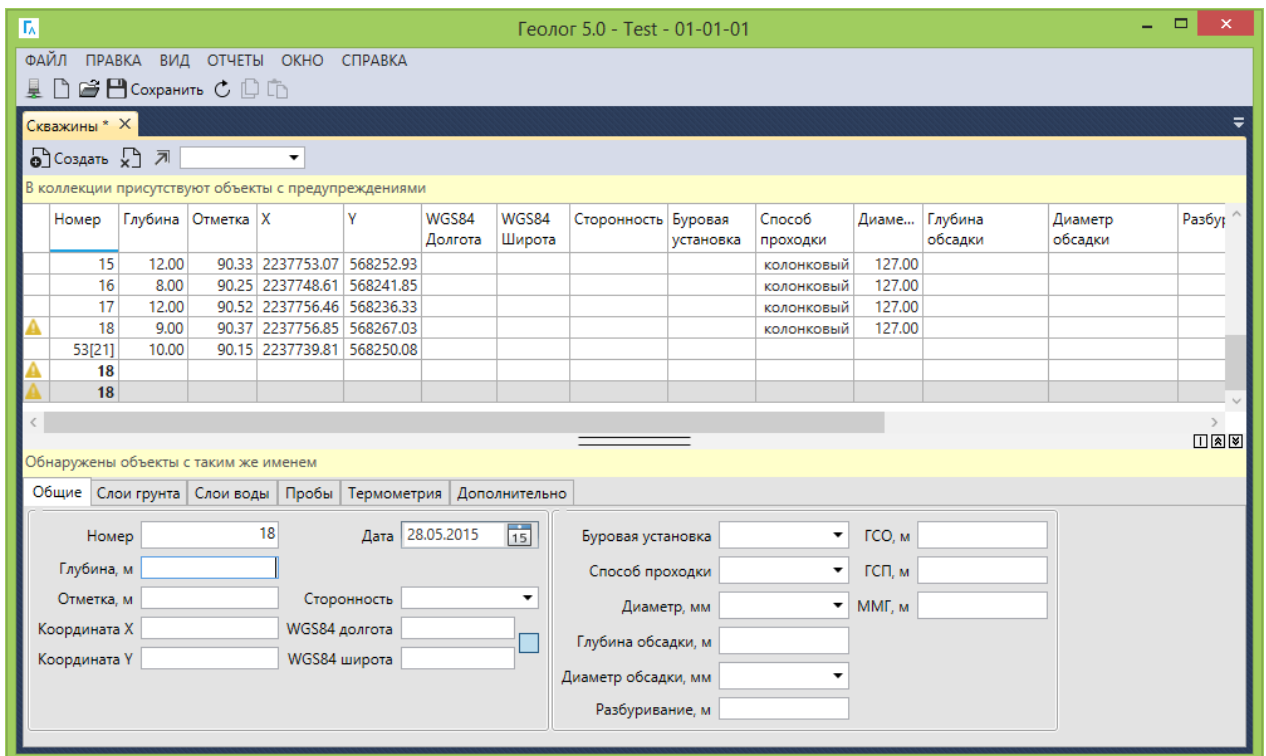 Геолог 5.0 - Test - 01-01-01
ФАЙЛ ПРАВКА ВИД ОТЧЕТЫ ОКНО СПРАВКА
Сохранить
Скважины *
Создать
В коллекции присутствуют объекты с предупреждениями
Номер Глубина Отметка X Y WGS84 Долгота WGS84 Широта Сторонность Буровая установка Способ проходки Диаме... Глубина обсадки Диаметр обсадки Разбур
15 12.00 90.33 2237753.07 568252.93 колонковый 127.00
16 8.00 90.25 2237748.61 568241.85 колонковый 127.00
17 12.00 90.52 2237756.46 568236.33 колонковый 127.00
18 9.00 90.37 2237756.85 568267.03 колонковый 127.00
53[21] 10.00 90.15 2237739.81 568250.08
18
18
Обнаружены объекты с таким же именем
Общие Слои грунта Слои воды Пробы Термометрия Дополнительно
Номер 18 Дата 28.05.2015 15 Буровая установка ГСО, м
Глубина, м Способ проходки ГСП, м
Отметка, м Сторонность Диаметр, мм ММГ, м
Координата X WGS84 долгота Глубина обсадки, м
Координата Y WGS84 широта Диаметр обсадки, мм
Разбуривание, м